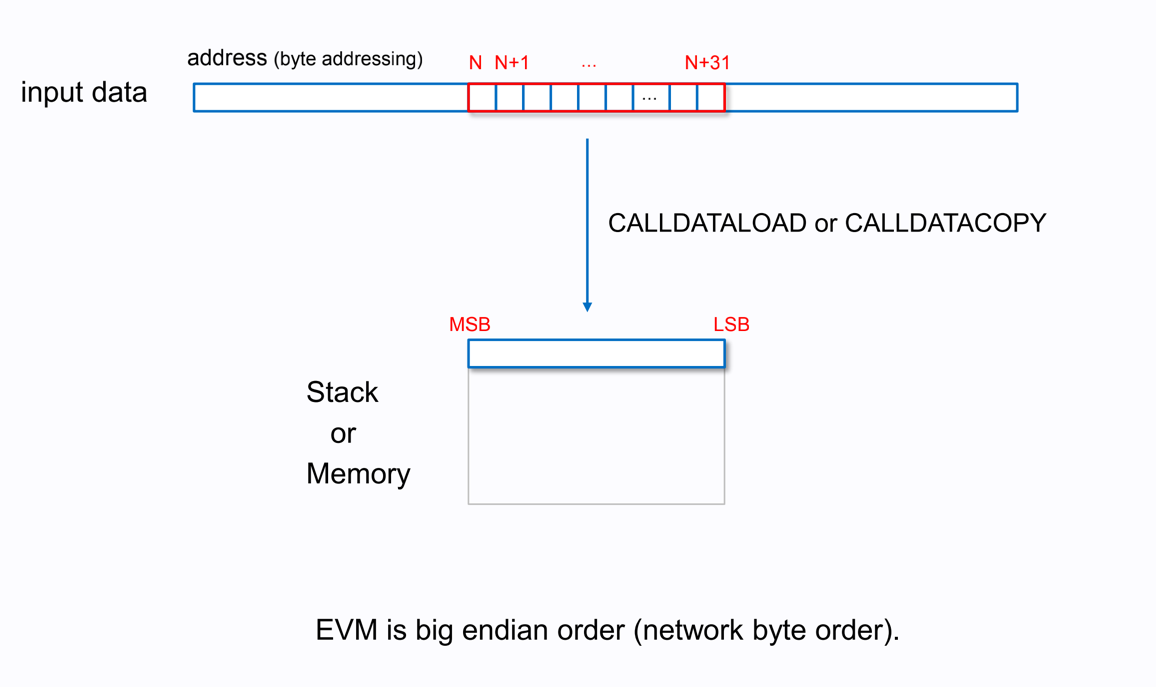 address (byte addressing)
N N+1 ... N+31
input data
...
CALLDATALOAD or CALLDATACOPY
MSB LSB
Stack
or
Memory
EVM is big endian order (network byte order).